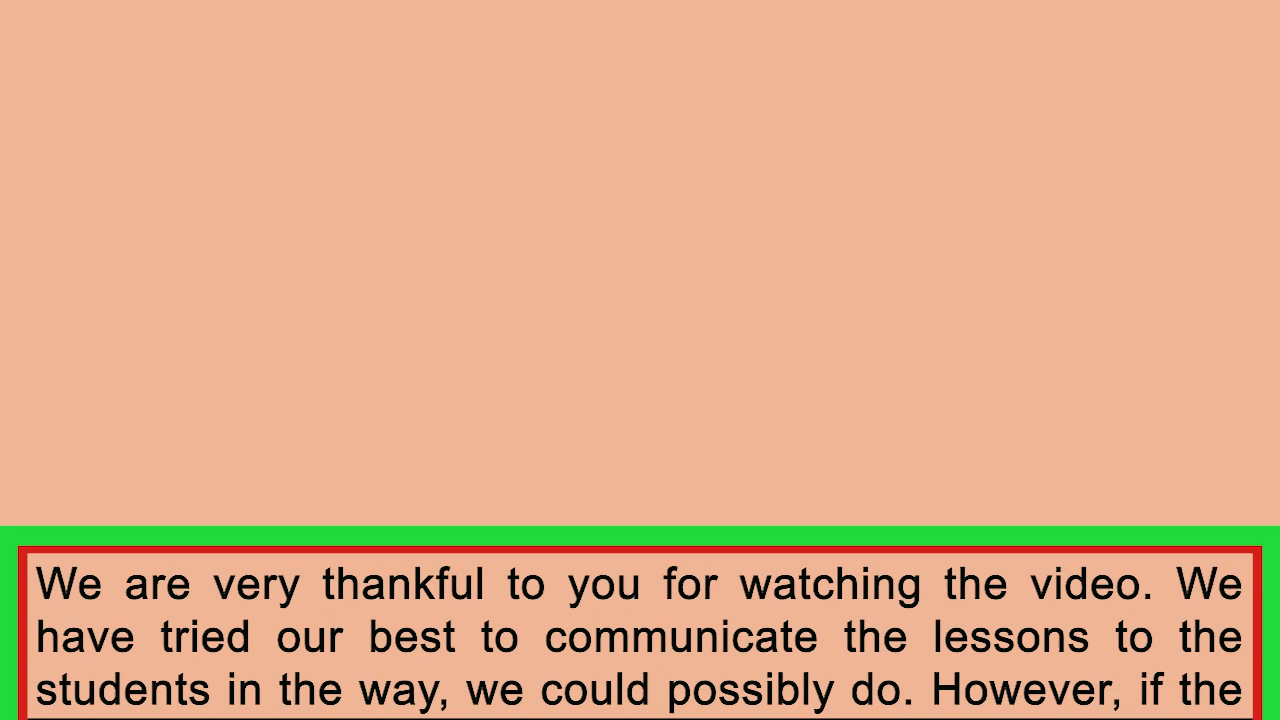 We are very thankful to you for watching the video. We
have tried our best to communicate the lessons to the
students in the way, we could possibly do. However, if the